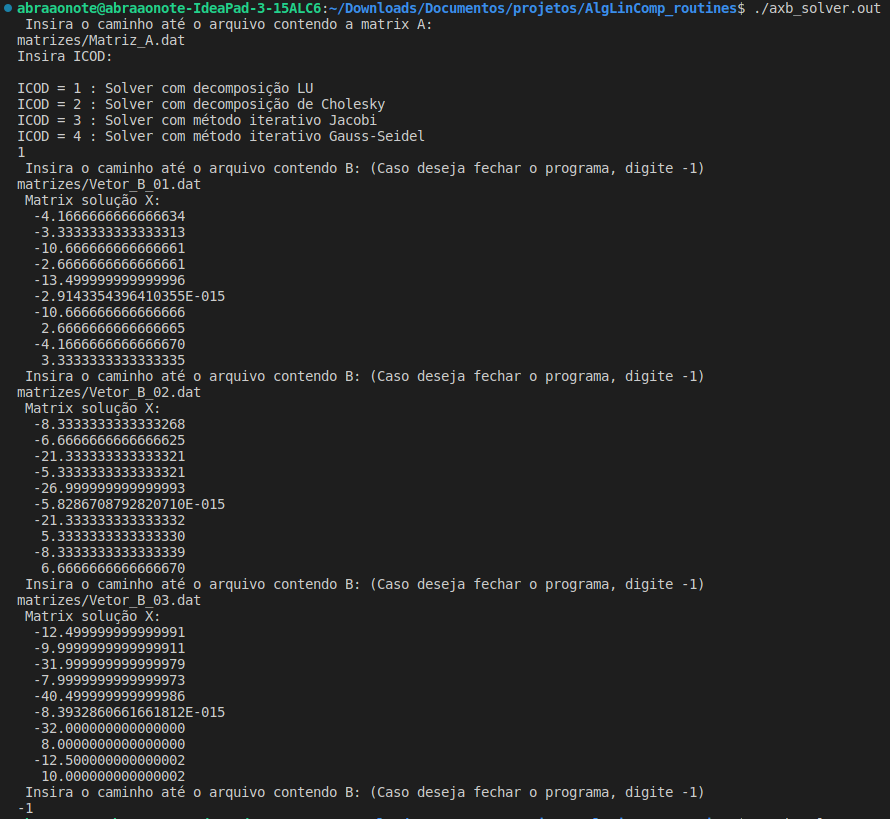 abraaonote@abraaonote-IdeaPad-3-15ALC6:~/Downloads/Documentos/projetos/AlgLinComp_routines$ ./axb_solver.out
Insira o caminho até o arquivo contendo a matrix A:
matrizes/Matriz_A.dat
Insira ICOD:
ICOD = 1 : Solver com decomposição LU
ICOD = 2 : Solver com decomposição de Cholesky
ICOD = 3 : Solver com método iterativo Jacobi
ICOD = 4 : Solver com método iterativo Gauss-Seidel
1
Insira o caminho até o arquivo contendo B: (Caso deseja fechar o programa, digite -1)
matrizes/Vetor_B_01.dat
Matrix solução X:
-4.1666666666666634
-3.3333333333333313
-10.666666666666661
-2.6666666666666661
-13.499999999999996
-2.9143354396410355E-015
-10.666666666666666
2.6666666666666665
-4.1666666666666670
3.3333333333333335
Insira o caminho até o arquivo contendo B: (Caso deseja fechar o programa, digite -1)
matrizes/Vetor_B_02.dat
Matrix solução X:
-8.3333333333333268
-6.6666666666666625
-21.333333333333321
-5.3333333333333321
-26.999999999999993
-5.8286708792820710E-015
-21.333333333333332
5.3333333333333330
-8.3333333333333339
6.6666666666666670
Insira o caminho até o arquivo contendo B: (Caso deseja fechar o programa, digite -1)
matrizes/Vetor_B_03.dat
Matrix solução X:
-12.499999999999991
-9.9999999999999911
-31.999999999999979
-7.9999999999999973
-40.499999999999986
-8.3932860661661812E-015
-32.000000000000000
8.0000000000000000
-12.500000000000002
10.000000000000002
Insira o caminho até o arquivo contendo B: (Caso deseja fechar o programa, digite -1)
-1